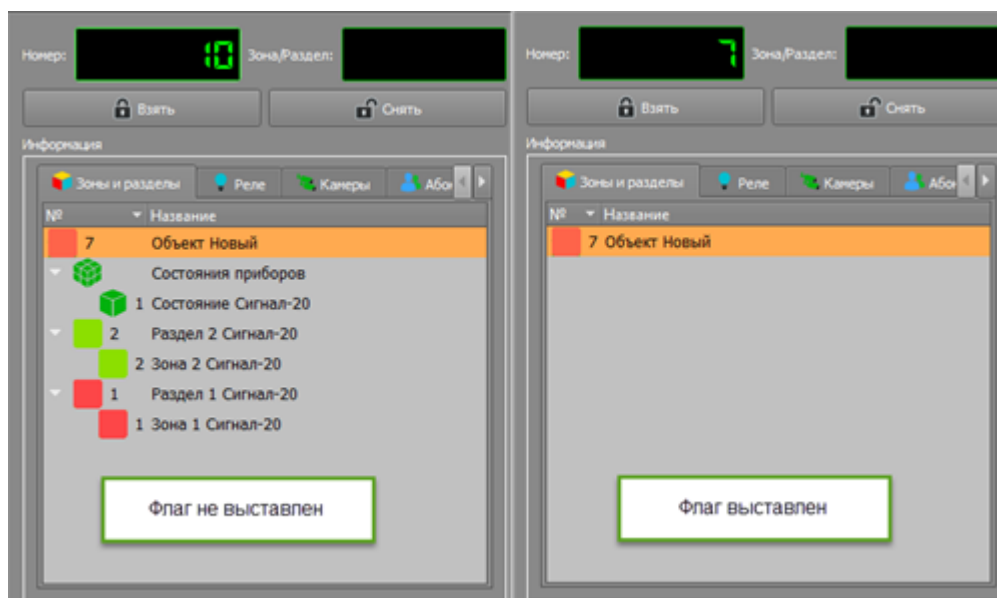 Номер: 10 Зона/Раздел:
Взять Снять
Информация
Зоны и разделы Реле Камеры Або
№ Название
7 Объект Новый
Состояния приборов
1 Состояние Сигнал-20
2 Раздел 2 Сигнал-20
2 Зона 2 Сигнал-20
1 Раздел 1 Сигнал-20
1 Зона 1 Сигнал-20
Флаг не выставлен
Номер: 7 Зона/Раздел:
Взять Снять
Информация
Зоны и разделы Реле Камеры Або
№ Название
7 Объект Новый
Флаг выставлен